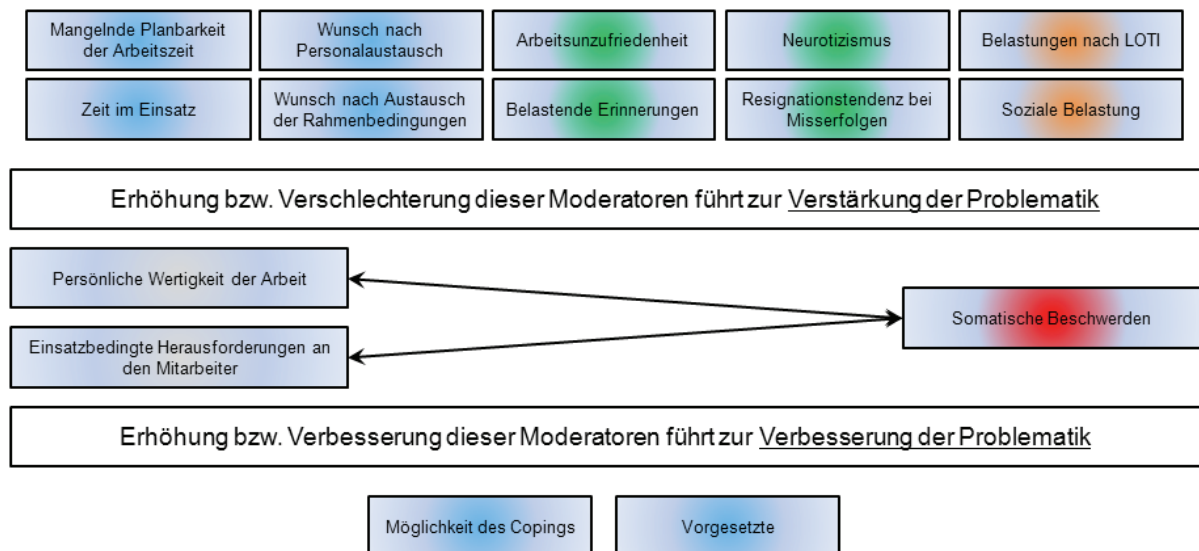 Mangelnde Planbarkeit
der Arbeitszeit
Wunsch nach
Personalaustausch
Arbeitsunzufriedenheit
Neurotizismus
Belastungen nach LOTI
Zeit im Einsatz
Wunsch nach Austausch
der Rahmenbedingungen
Belastende Erinnerungen
Resignationstendenz bei
Misserfolgen
Soziale Belastung
Erhöhung bzw. Verschlechterung dieser Moderatoren führt zur Verstärkung der Problematik
Persönliche Wertigkeit der Arbeit
Somatische Beschwerden
Einsatzbedingte Herausforderungen an
den Mitarbeiter
Erhöhung bzw. Verbesserung dieser Moderatoren führt zur Verbesserung der Problematik
Möglichkeit des Copings
Vorgesetzte